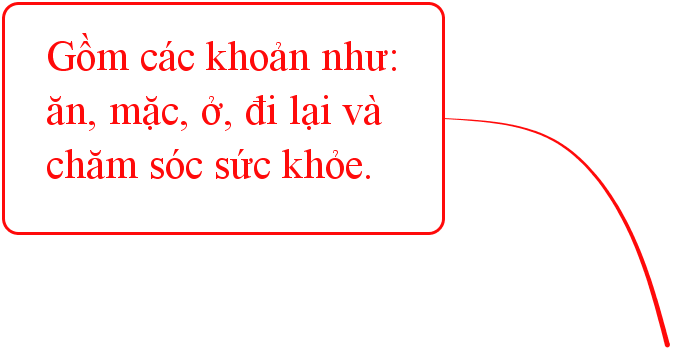 Gồm các khoản như:
ăn, mặc, ở, đi lại và
chăm sóc sức khỏe.